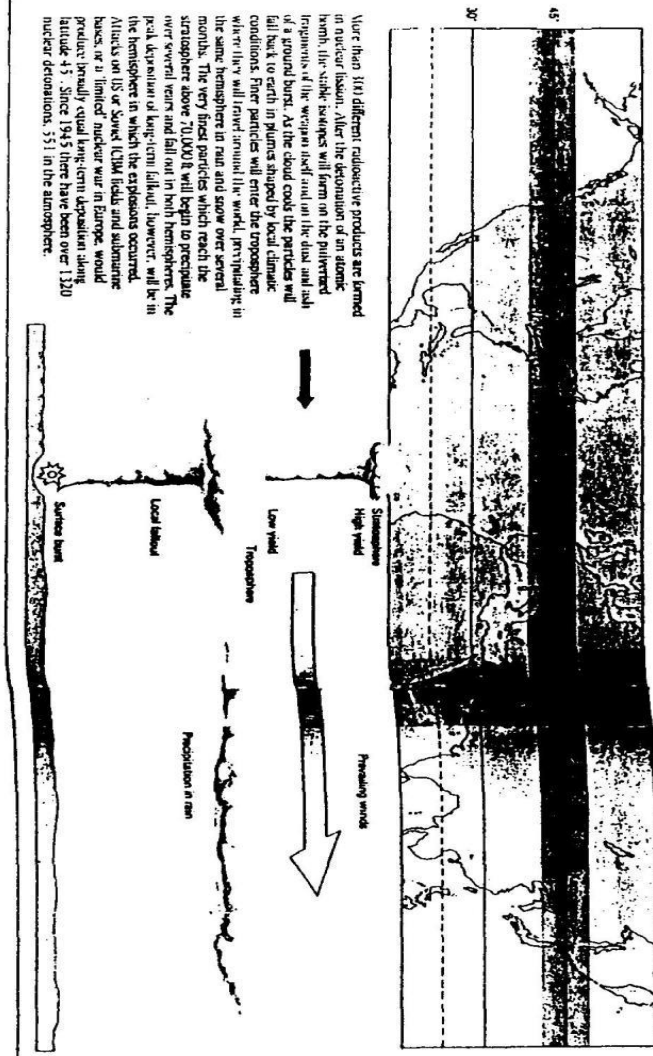 More than 300 different radioactive products are formed
in nuclear fission. After the detonation of an atomic
bomb, the stable isotopes will form on the pulverized
fragments of the weapon itself and on the dust and ash
of a ground burst. As the cloud cools the particles will
fall back to earth in plumes shaped by local climatic
conditions. Finer particles will enter the troposphere
where they will travel around the world, precipitating in
the same hemisphere in rain and snow over several
months. The very finest particles which reach the
stratosphere above 70,000 ft will begin to precipitate
over several years and fall out in both hemispheres. The
peak deposition of long-term fallout, however, will be in
the hemisphere in which the explosions occurred.
Attacks on US or Soviet ICBM fields and submarine
bases, or a 'limited' nuclear war in Europe, would
produce broadly equal long-term deposition along
latitude 45°. Since 1945 there have been over 1320
nuclear detonations, 551 in the atmosphere.
45°
30°
Stratosphere
High yield
Low yield
Troposphere
Local fallout
Surface burst
Prevailing winds
Precipitation in rain